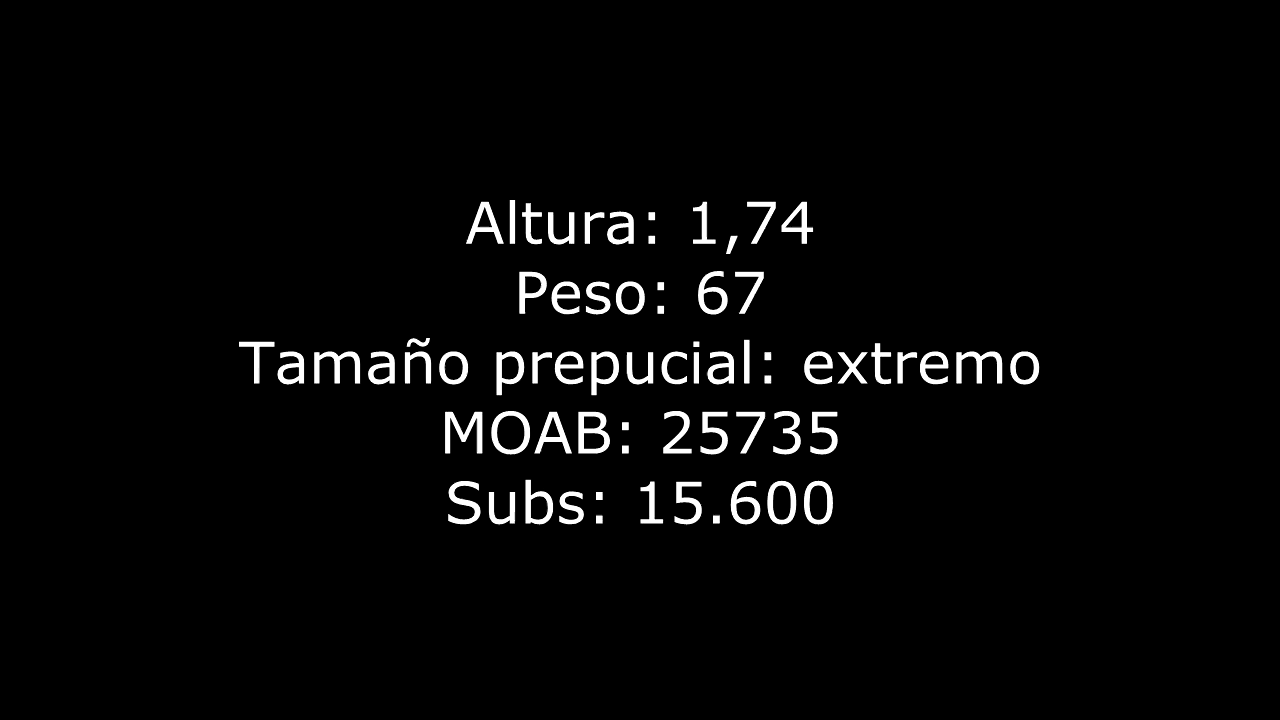 Altura: 1,74
Peso: 67
Tamaño prepucial: extremo
MOAB: 25735
Subs: 15.600